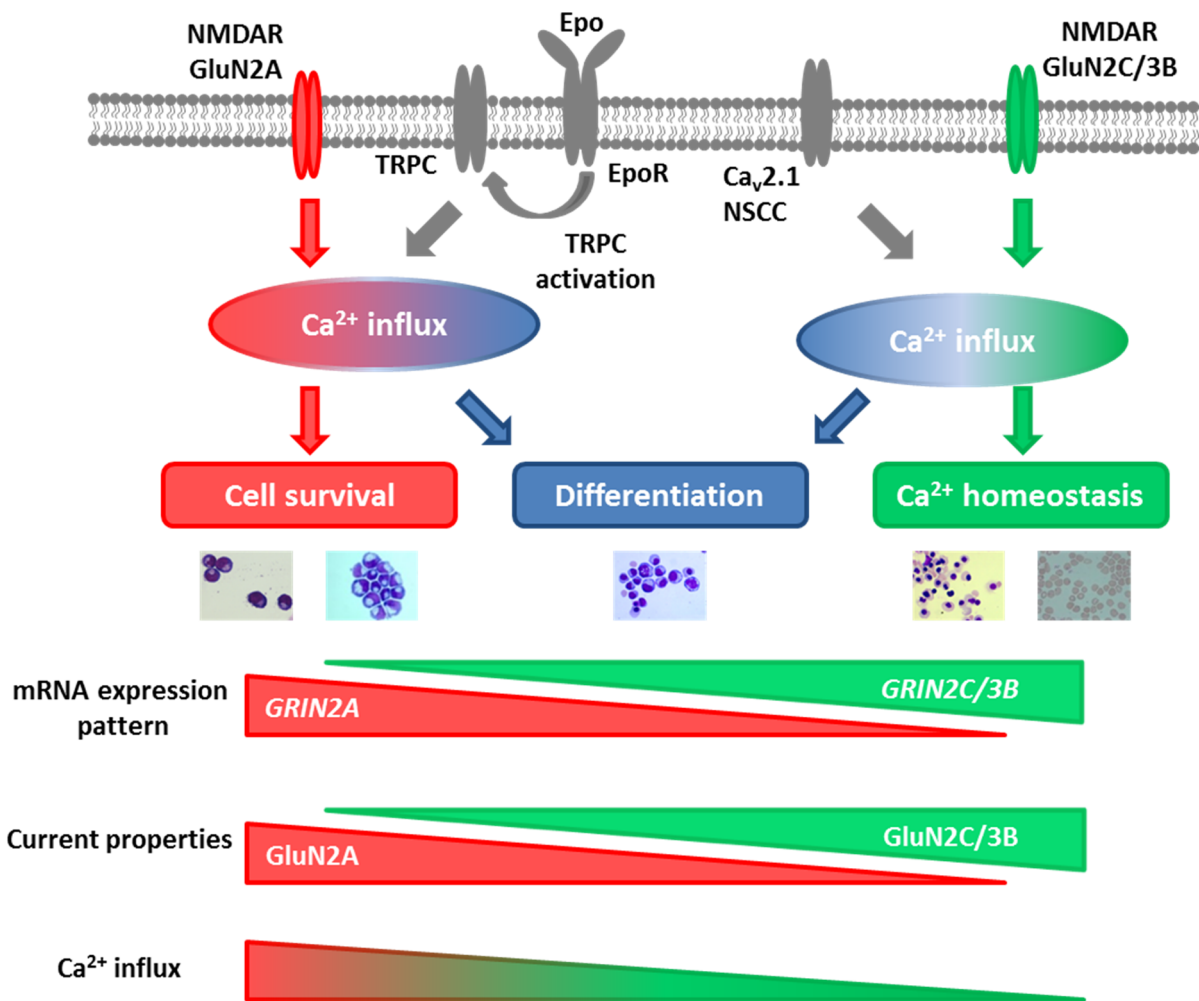 Epo
NMDAR
GluN2A
NMDAR
GluN2C/3B
TRPC
EpoR
Caᵥ2.1
NSCC
TRPC
activation
Ca²⁺ influx
Ca²⁺ influx
Cell survival
Differentiation
Ca²⁺ homeostasis
mRNA expression
pattern
GRIN2A
GRIN2C/3B
Current properties
GluN2A
GluN2C/3B
Ca²⁺ influx